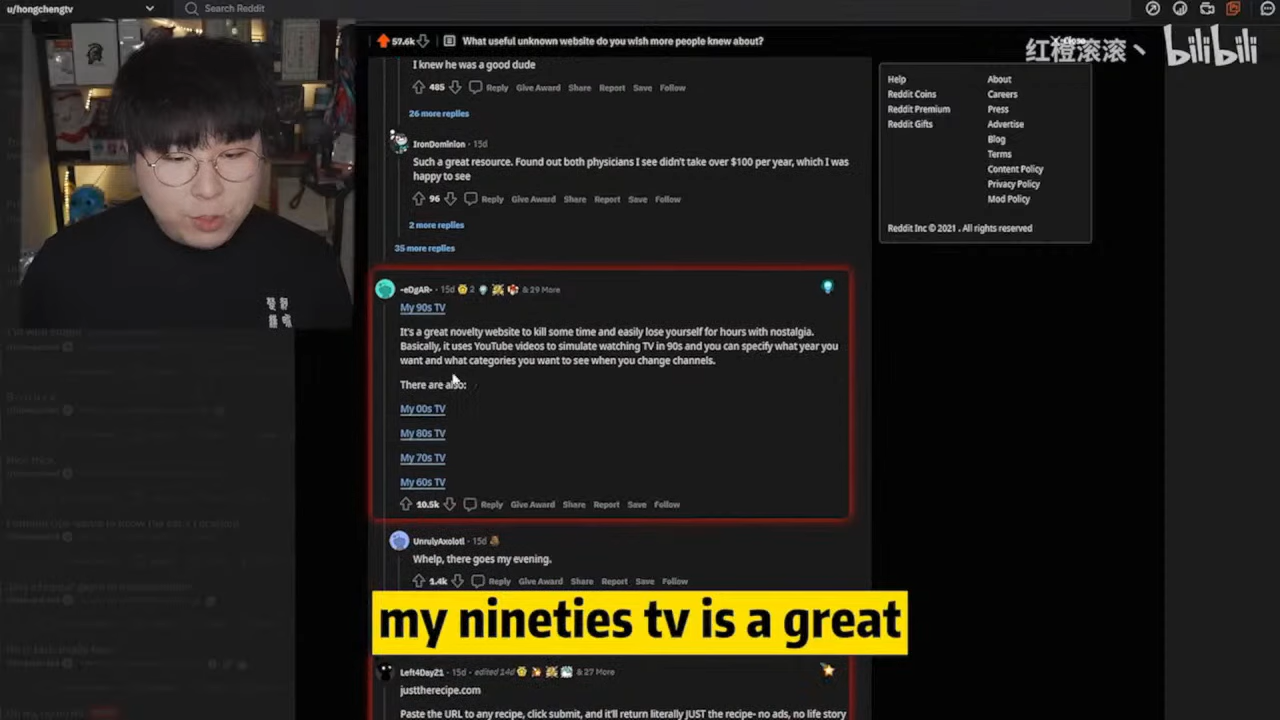 u/hongchengtv
Search Reddit
57.6k
What useful unknown website do you wish more people knew about?
Close
红橙滚滚丶
bilibili
I knew he was a good dude
485 Reply Give Award Share Report Save Follow
26 more replies
IronDominion · 15d
Such a great resource. Found out both physicians I see didn't take over $100 per year, which I was
happy to see
96 Reply Give Award Share Report Save Follow
2 more replies
35 more replies
-eDgAR- · 15d 2 & 29 More
My 90s TV
It's a great novelty website to kill some time and easily lose yourself for hours with nostalgia.
Basically, it uses YouTube videos to simulate watching TV in 90s and you can specify what year you
want and what categories you want to see when you change channels.
There are also:
My 00s TV
My 80s TV
My 70s TV
My 60s TV
10.5k Reply Give Award Share Report Save Follow
UnrulyAxolotl · 15d
Whelp, there goes my evening.
1.4k Reply Give Award Share Report Save Follow
my nineties tv is a great
Left4Day21 · 15d · edited 14d & 27 More
justtherecipe.com
Paste the URL to any recipe, click submit, and it'll return literally JUST the recipe- no ads, no life story
Help
Reddit Coins
Reddit Premium
Reddit Gifts
About
Careers
Press
Advertise
Blog
Terms
Content Policy
Privacy Policy
Mod Policy
Reddit Inc © 2021 . All rights reserved